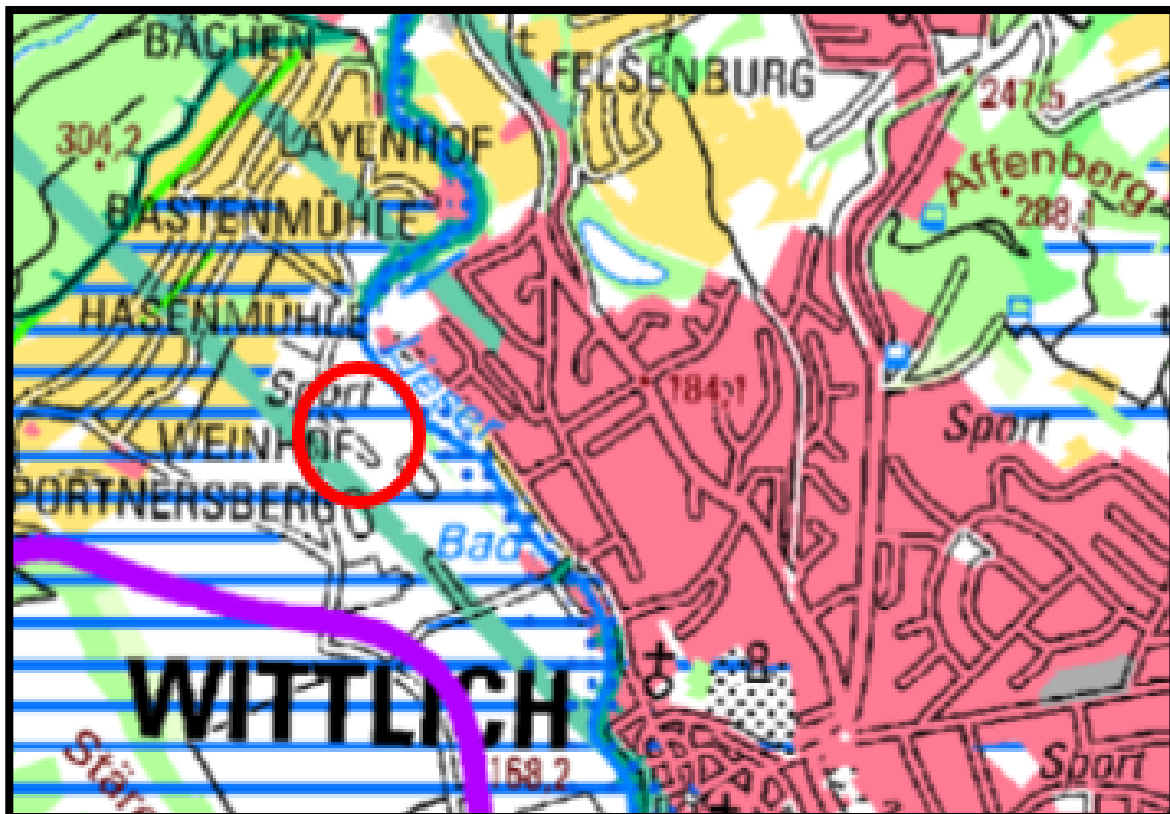 BACHEN
t
FELSENBURG
247,5
304,2
LAYENHOF
Affenberg
BASTENMÜHLE
288,1
HASENMÜHLE
Lieser
Sport
184,1
Sport
WEINHOF
PORTNERSBERG
Bad
WITTLICH
168,2
Sport